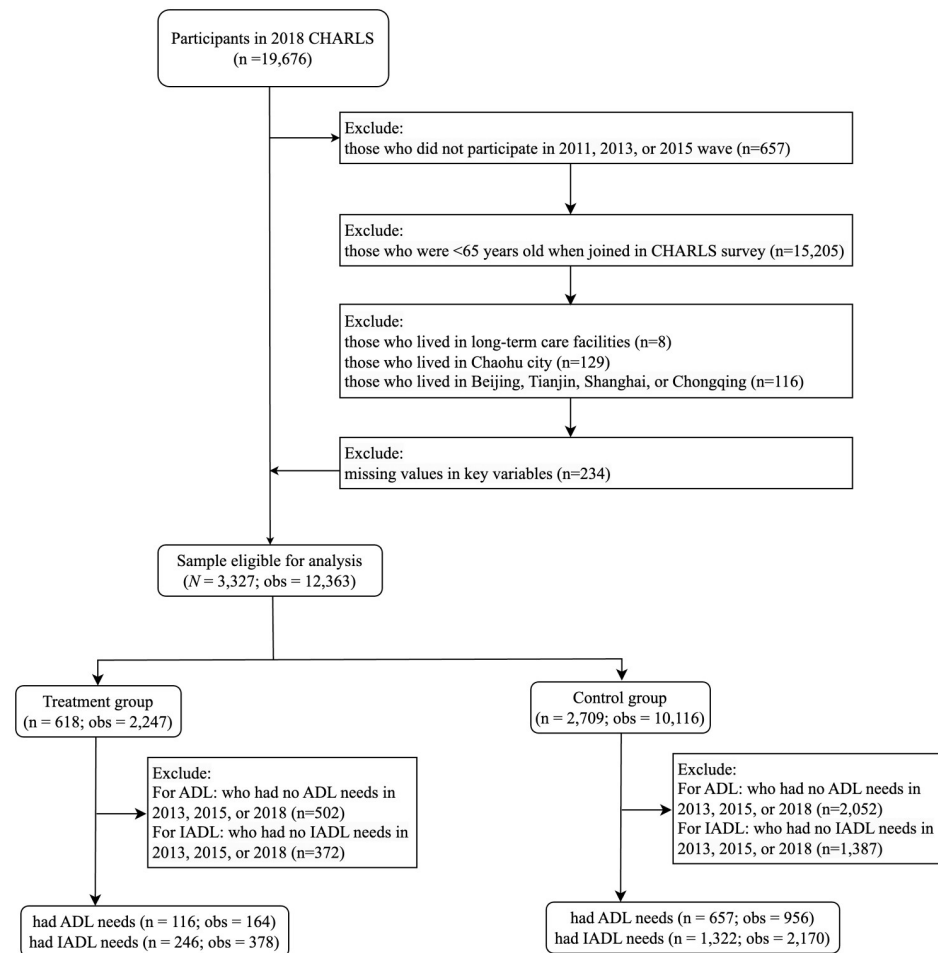 Participants in 2018 CHARLS
(n =19,676)
Exclude:
those who did not participate in 2011, 2013, or 2015 wave (n=657)
Exclude:
those who were <65 years old when joined in CHARLS survey (n=15,205)
Exclude:
those who lived in long-term care facilities (n=8)
those who lived in Chaohu city (n=129)
those who lived in Beijing, Tianjin, Shanghai, or Chongqing (n=116)
Exclude:
missing values in key variables (n=234)
Sample eligible for analysis
(N = 3,327; obs = 12,363)
Treatment group
(n = 618; obs = 2,247)
Control group
(n = 2,709; obs = 10,116)
Exclude:
For ADL: who had no ADL needs in
2013, 2015, or 2018 (n=502)
For IADL: who had no IADL needs in
2013, 2015, or 2018 (n=372)
Exclude:
For ADL: who had no ADL needs in
2013, 2015, or 2018 (n=2,052)
For IADL: who had no IADL needs in
2013, 2015, or 2018 (n=1,387)
had ADL needs (n = 116; obs = 164)
had IADL needs (n = 246; obs = 378)
had ADL needs (n = 657; obs = 956)
had IADL needs (n = 1,322; obs = 2,170)